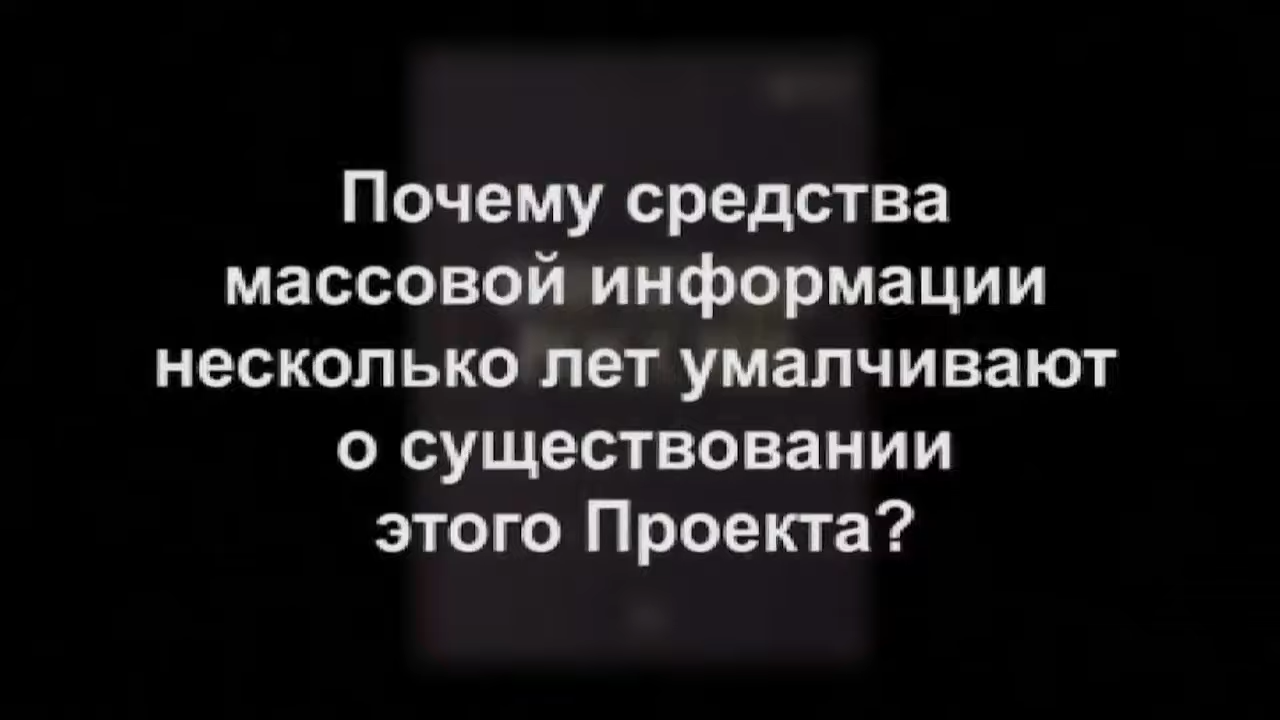 Почему средства
массовой информации
несколько лет умалчивают
о существовании
этого Проекта?